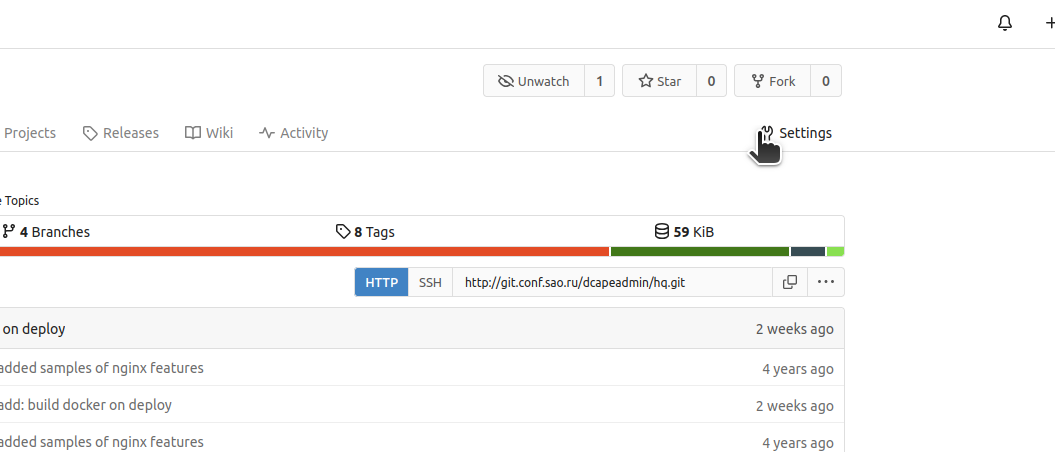 Unwatch 1 Star 0 Fork 0
Projects Releases Wiki Activity Settings
Topics
4 Branches 8 Tags 59 KiB
HTTP SSH http://git.conf.sao.ru/dcapeadmin/hq.git
on deploy 2 weeks ago
added samples of nginx features 4 years ago
add: build docker on deploy 2 weeks ago
added samples of nginx features 4 years ago